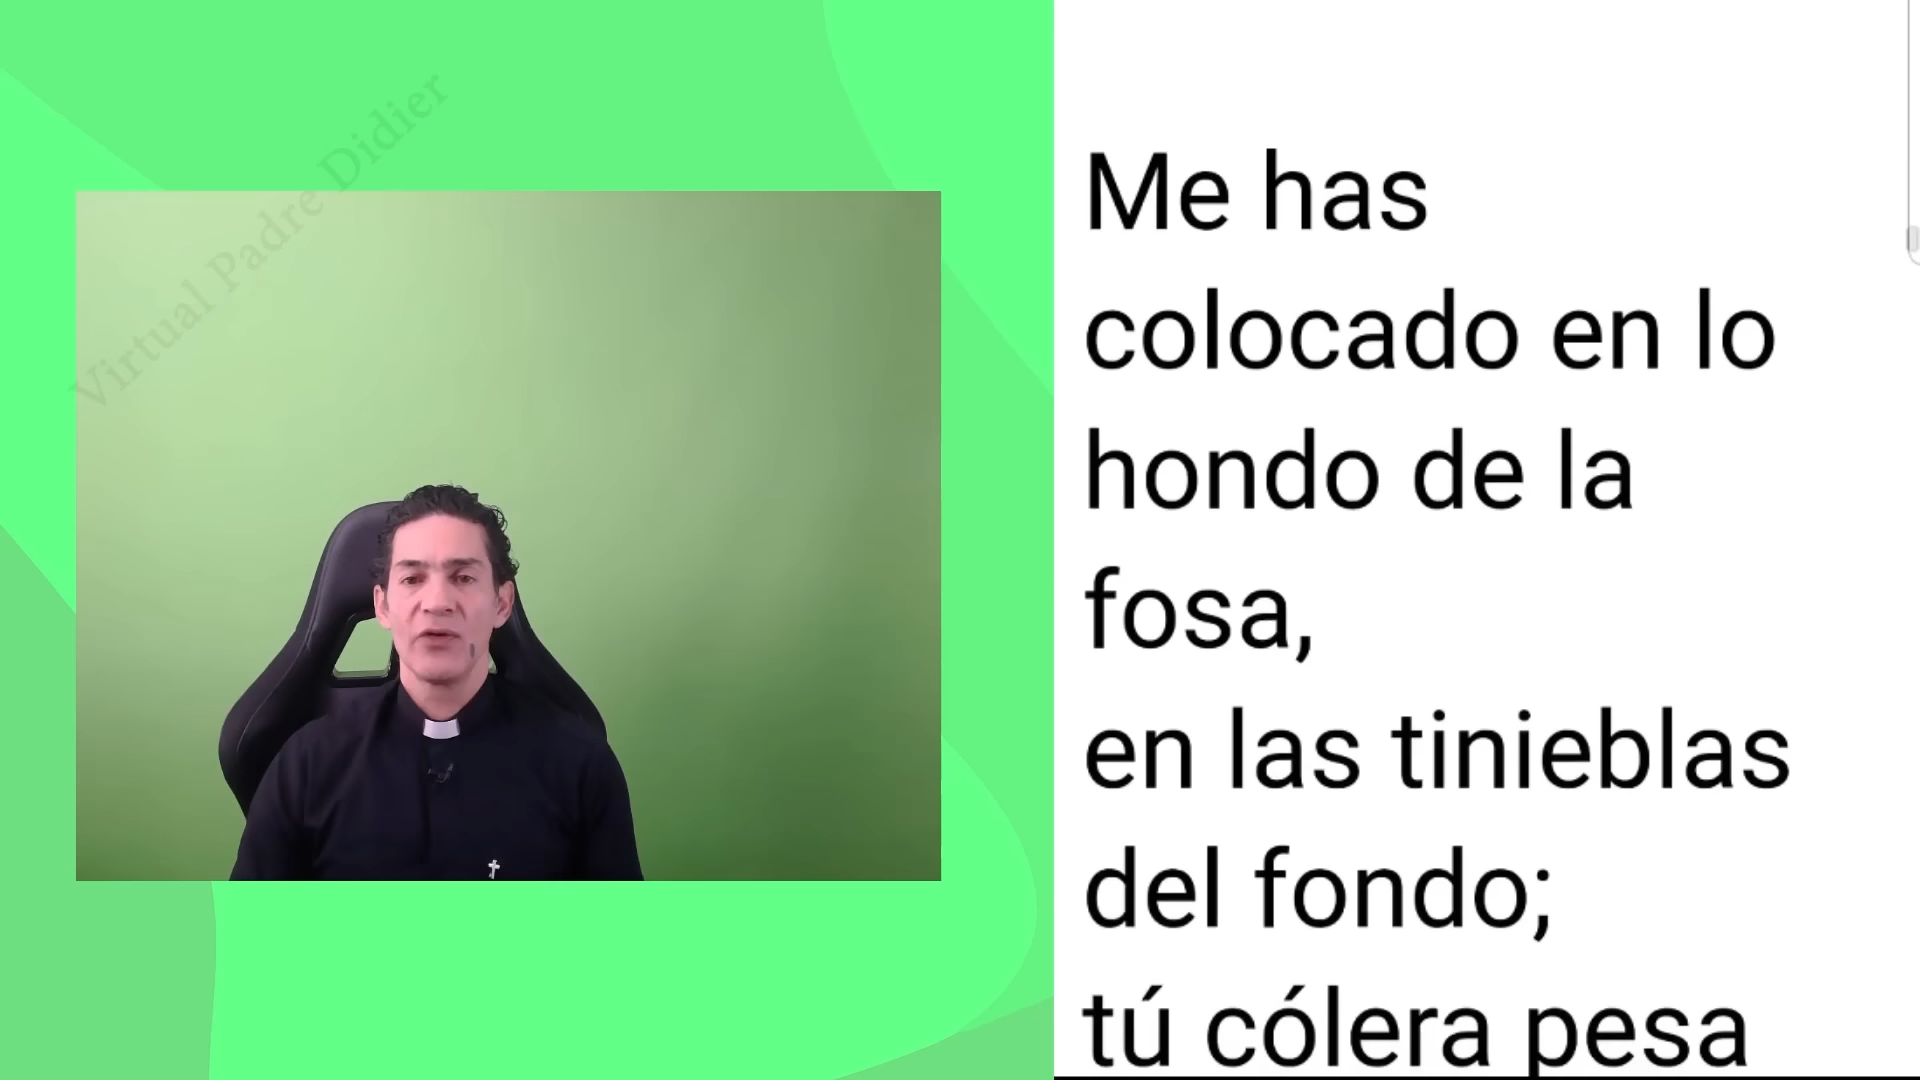 Virtual Padre Didier
Me has
colocado en lo
hondo de la
fosa,
en las tinieblas
del fondo;
tú cólera pesa